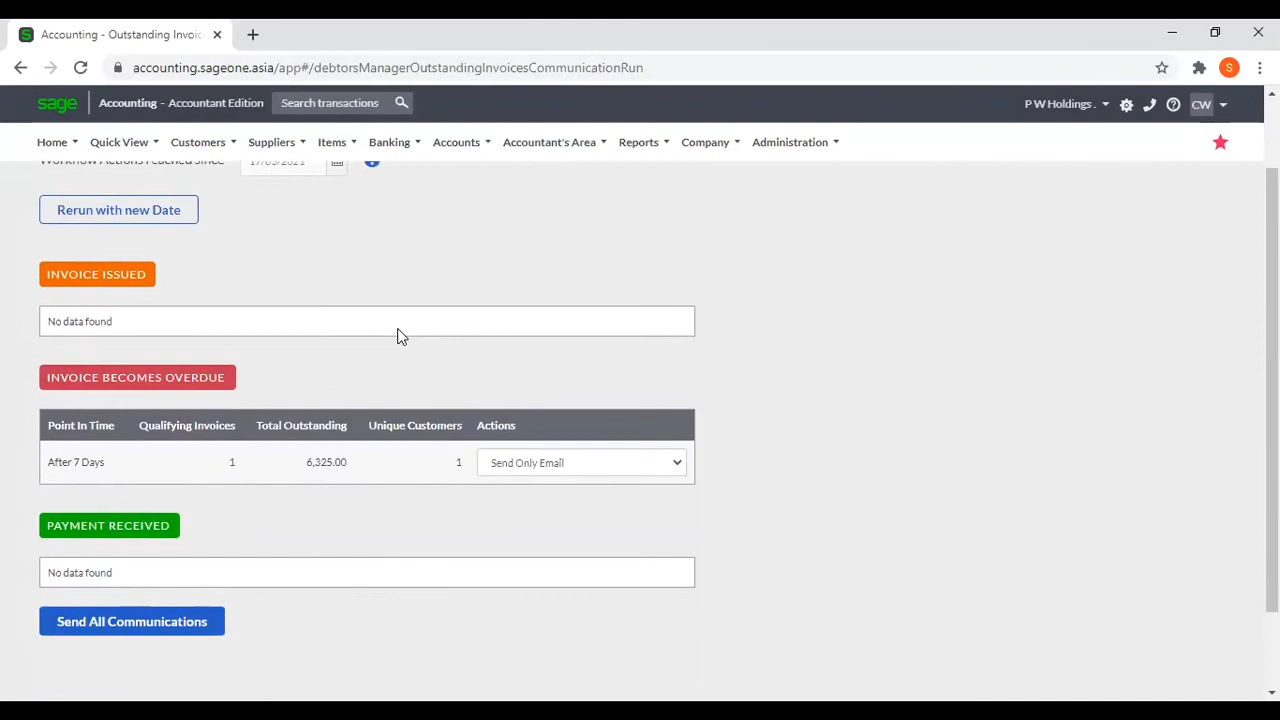 Accounting - Outstanding Invoic
accounting.sageone.asia/app#/debtorsManagerOutstandingInvoicesCommunicationRun
S
sage Accounting - Accountant Edition Search transactions P W Holdings . CW
Home Quick View Customers Suppliers Items Banking Accounts Accountant's Area Reports Company Administration
Workflow Actions reached since 17/05/2021
Rerun with new Date
INVOICE ISSUED
No data found
INVOICE BECOMES OVERDUE
Point In Time Qualifying Invoices Total Outstanding Unique Customers Actions
After 7 Days 1 6,325.00 1 Send Only Email
PAYMENT RECEIVED
No data found
Send All Communications